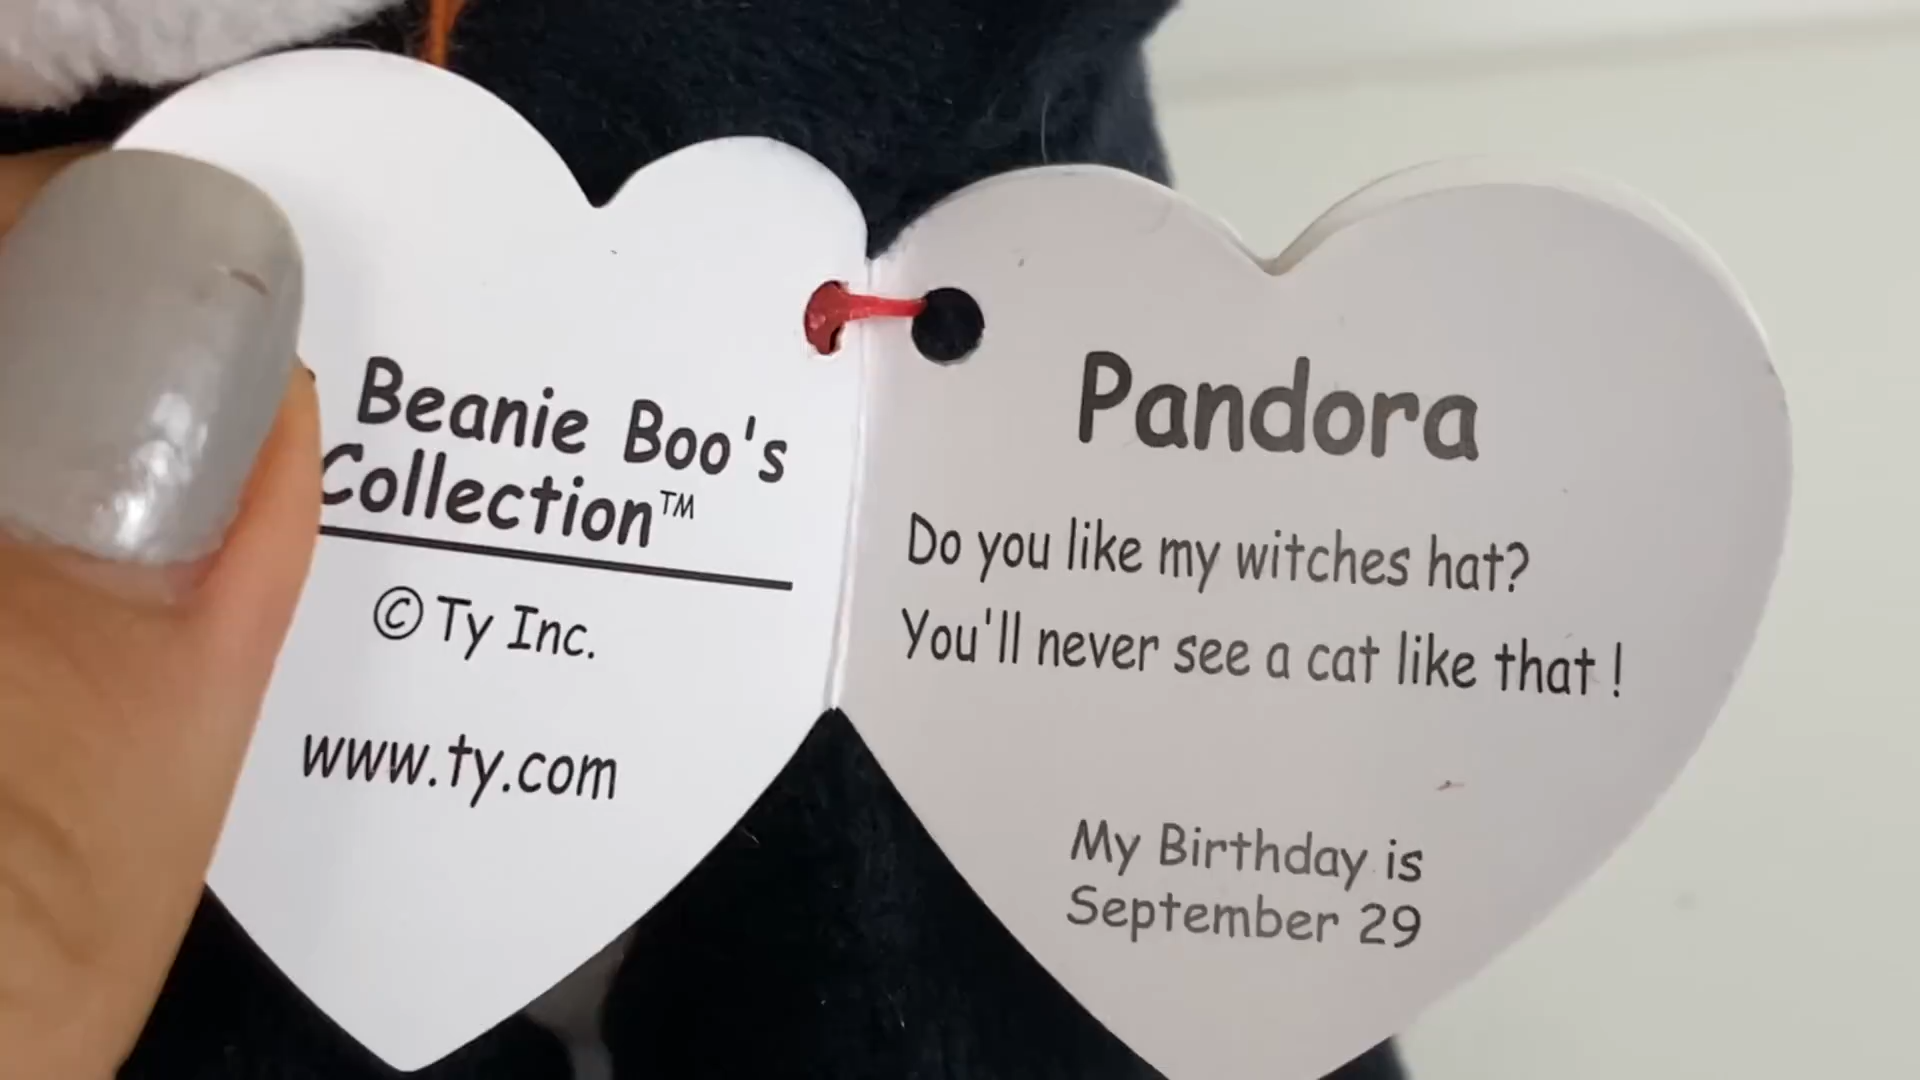 Beanie Boo's
Collection™
© Ty Inc.
www.ty.com
Pandora
Do you like my witches hat?
You'll never see a cat like that !
My Birthday is
September 29